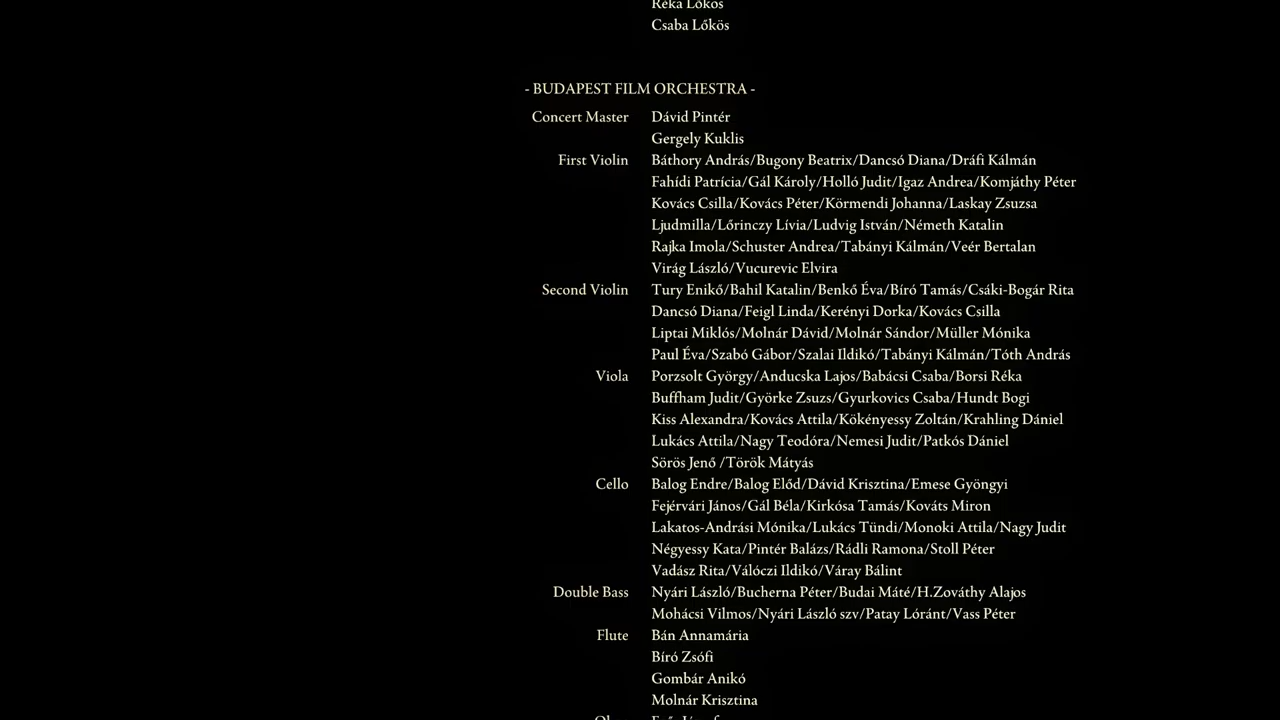 Réka Lőkös
Csaba Lőkös
- BUDAPEST FILM ORCHESTRA -
Concert Master Dávid Pintér
Gergely Kuklis
First Violin Báthory András/Bugony Beatrix/Dancsó Diana/Dráfi Kálmán
Fahídi Patrícia/Gál Károly/Holló Judit/Igaz Andrea/Komjáthy Péter
Kovács Csilla/Kovács Péter/Körmendi Johanna/Laskay Zsuzsa
Ljudmilla/Lőrinczy Lívia/Ludvig István/Németh Katalin
Rajka Imola/Schuster Andrea/Tabányi Kálmán/Veér Bertalan
Virág László/Vucurevic Elvira
Second Violin Tury Enikő/Bahil Katalin/Benkő Éva/Bíró Tamás/Csáki-Bogár Rita
Dancsó Diana/Feigl Linda/Kerényi Dorka/Kovács Csilla
Liptai Miklós/Molnár Dávid/Molnár Sándor/Müller Mónika
Paul Éva/Szabó Gábor/Szalai Ildikó/Tabányi Kálmán/Tóth András
Viola Porzsolt György/Anducska Lajos/Babácsi Csaba/Borsi Réka
Buffham Judit/Györke Zsuzs/Gyurkovics Csaba/Hundt Bogi
Kiss Alexandra/Kovács Attila/Kökényessy Zoltán/Krahling Dániel
Lukács Attila/Nagy Teodóra/Nemesi Judit/Patkós Dániel
Sörös Jenő /Török Mátyás
Cello Balog Endre/Balog Előd/Dávid Krisztina/Emese Gyöngyi
Fejérvári János/Gál Béla/Kirkósa Tamás/Kováts Miron
Lakatos-Andrási Mónika/Lukács Tündi/Monoki Attila/Nagy Judit
Négyessy Kata/Pintér Balázs/Rádli Ramona/Stoll Péter
Vadász Rita/Válóczi Ildikó/Váray Bálint
Double Bass Nyári László/Bucherna Péter/Budai Máté/H.Zováthy Alajos
Mohácsi Vilmos/Nyári László szv/Patay Lóránt/Vass Péter
Flute Bán Annamária
Bíró Zsófi
Gombár Anikó
Molnár Krisztina